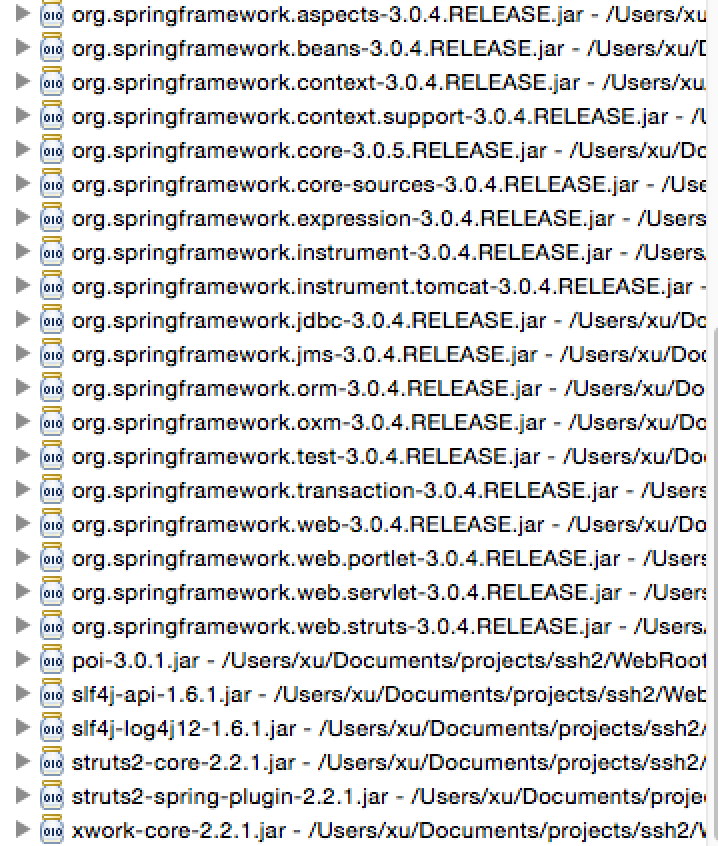 org.springframework.aspects-3.0.4.RELEASE.jar - /Users/xu
org.springframework.beans-3.0.4.RELEASE.jar - /Users/xu/D
org.springframework.context-3.0.4.RELEASE.jar - /Users/xu
org.springframework.context.support-3.0.4.RELEASE.jar - /U
org.springframework.core-3.0.5.RELEASE.jar - /Users/xu/Do
org.springframework.core-sources-3.0.4.RELEASE.jar - /Use
org.springframework.expression-3.0.4.RELEASE.jar - /Users
org.springframework.instrument-3.0.4.RELEASE.jar - /Users
org.springframework.instrument.tomcat-3.0.4.RELEASE.jar -
org.springframework.jdbc-3.0.4.RELEASE.jar - /Users/xu/Do
org.springframework.jms-3.0.4.RELEASE.jar - /Users/xu/Doc
org.springframework.orm-3.0.4.RELEASE.jar - /Users/xu/Do
org.springframework.oxm-3.0.4.RELEASE.jar - /Users/xu/Do
org.springframework.test-3.0.4.RELEASE.jar - /Users/xu/Do
org.springframework.transaction-3.0.4.RELEASE.jar - /Users
org.springframework.web-3.0.4.RELEASE.jar - /Users/xu/Do
org.springframework.web.portlet-3.0.4.RELEASE.jar - /Users
org.springframework.web.servlet-3.0.4.RELEASE.jar - /Users
org.springframework.web.struts-3.0.4.RELEASE.jar - /Users/
poi-3.0.1.jar - /Users/xu/Documents/projects/ssh2/WebRoot
slf4j-api-1.6.1.jar - /Users/xu/Documents/projects/ssh2/Web
slf4j-log4j12-1.6.1.jar - /Users/xu/Documents/projects/ssh2/
struts2-core-2.2.1.jar - /Users/xu/Documents/projects/ssh2/
struts2-spring-plugin-2.2.1.jar - /Users/xu/Documents/proje
xwork-core-2.2.1.jar - /Users/xu/Documents/projects/ssh2/W